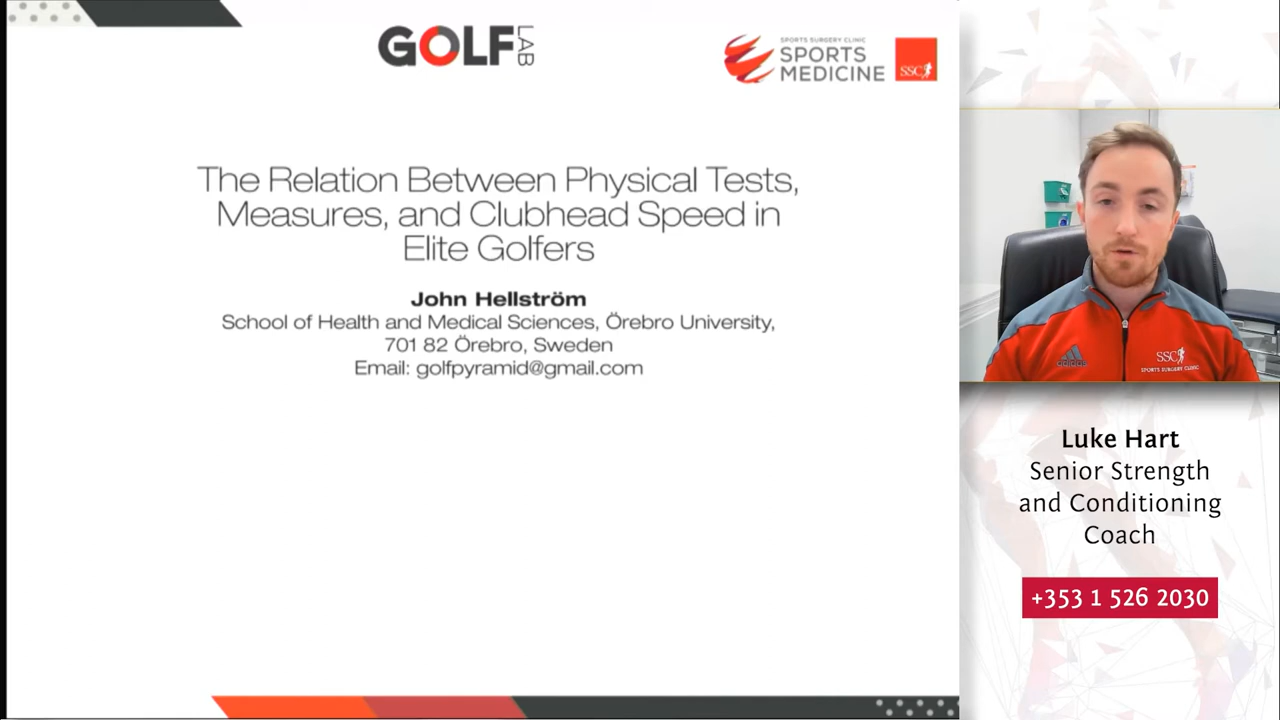 GOLF LAB
SPORTS SURGERY CLINIC
SPORTS
MEDICINE
SSC
The Relation Between Physical Tests,
Measures, and Clubhead Speed in
Elite Golfers
John Hellström
School of Health and Medical Sciences, Örebro University,
701 82 Örebro, Sweden
Email: golfpyramid@gmail.com
adidas
SSC
SPORTS SURGERY CLINIC
Luke Hart
Senior Strength
and Conditioning
Coach
+353 1 526 2030